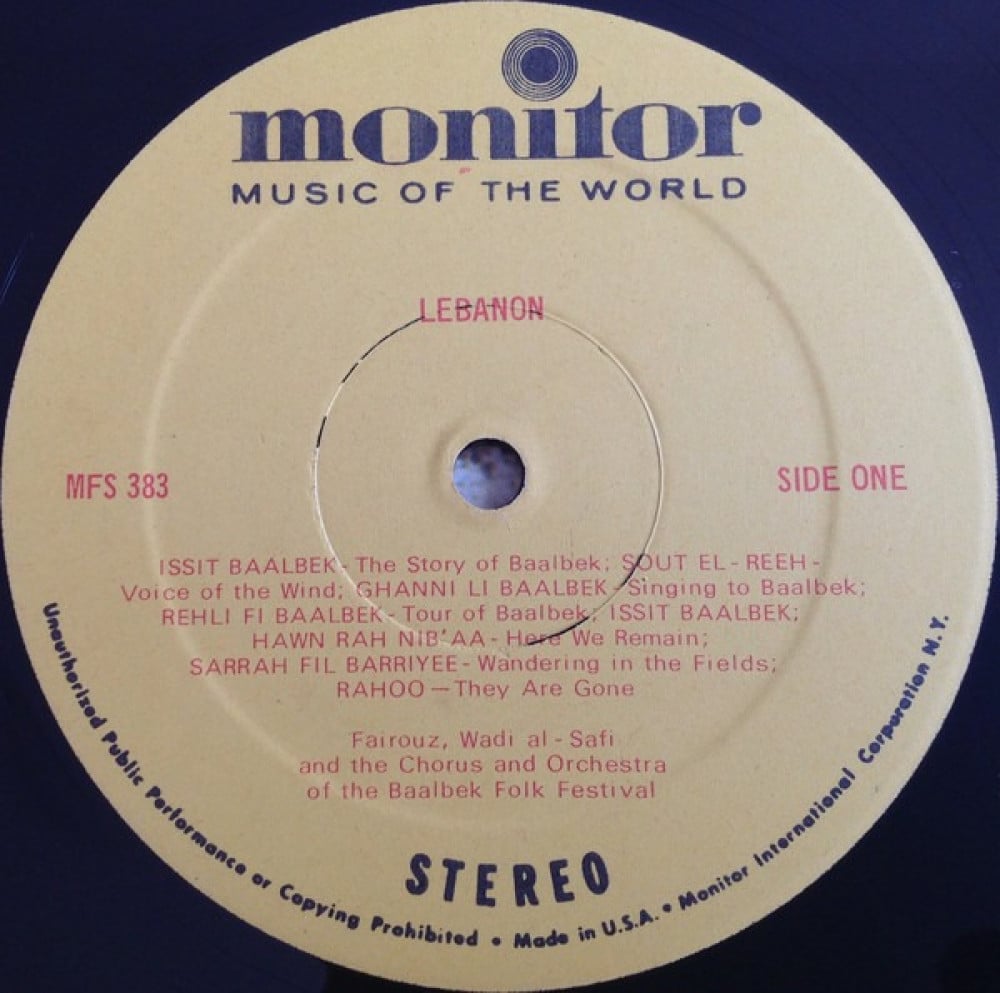 monitor
MUSIC OF THE WORLD
LEBANON
MFS 383
SIDE ONE
ISSIT BAALBEK - The Story of Baalbek; SOUT EL - REEH -
Voice of the Wind; GHANNI LI BAALBEK - Singing to Baalbek;
REHLI FI BAALBEK - Tour of Baalbek; ISSIT BAALBEK;
HAWN RAH NIB'AA - Here We Remain;
SARRAH FIL BARRIYEE - Wandering in the Fields;
RAHOO — They Are Gone
Fairouz, Wadi al - Safi
and the Chorus and Orchestra
of the Baalbek Folk Festival
STEREO
Unauthorized Public Performance or Copying Prohibited • Made in U.S.A. • Monitor International Corporation N.Y.